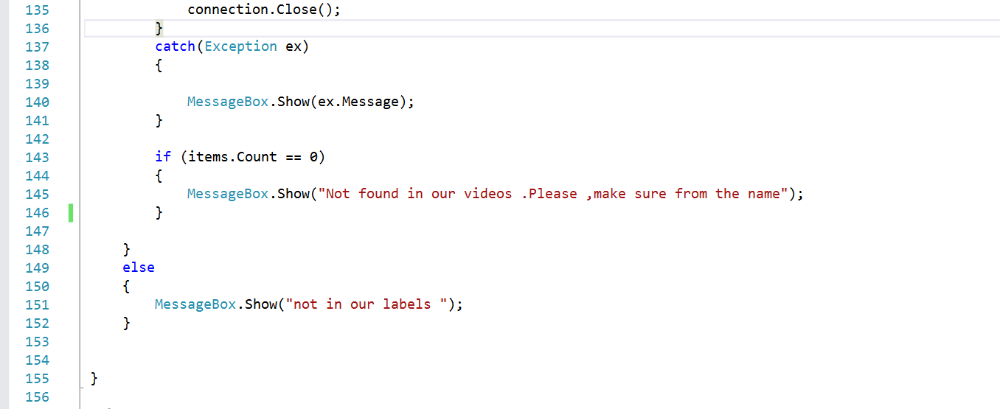 135 connection.Close();
136 }
137 catch(Exception ex)
138 {
139
140 MessageBox.Show(ex.Message);
141 }
142
143 if (items.Count == 0)
144 {
145 MessageBox.Show("Not found in our videos .Please ,make sure from the name");
146 }
147
148 }
149 else
150 {
151 MessageBox.Show("not in our labels ");
152 }
153
154
155 }
156